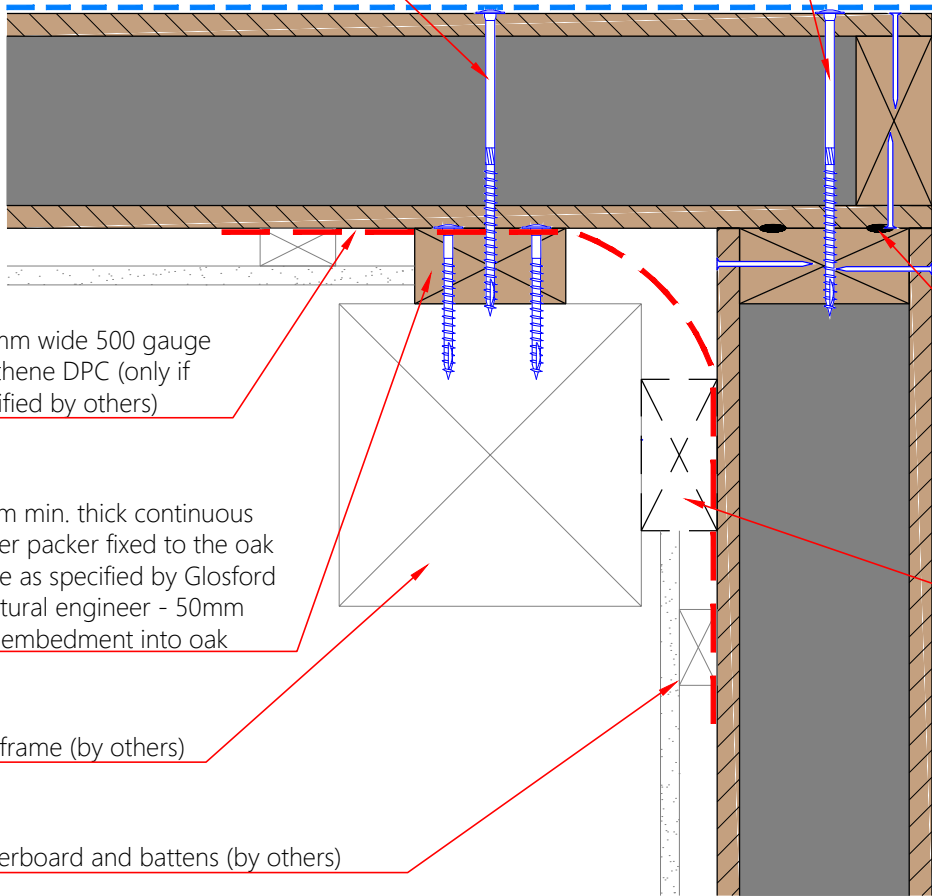 mm wide 500 gauge
thene DPC (only if
ified by others)
m min. thick continuous
er packer fixed to the oak
e as specified by Glosford
tural engineer - 50mm
embedment into oak
frame (by others)
erboard and battens (by others)